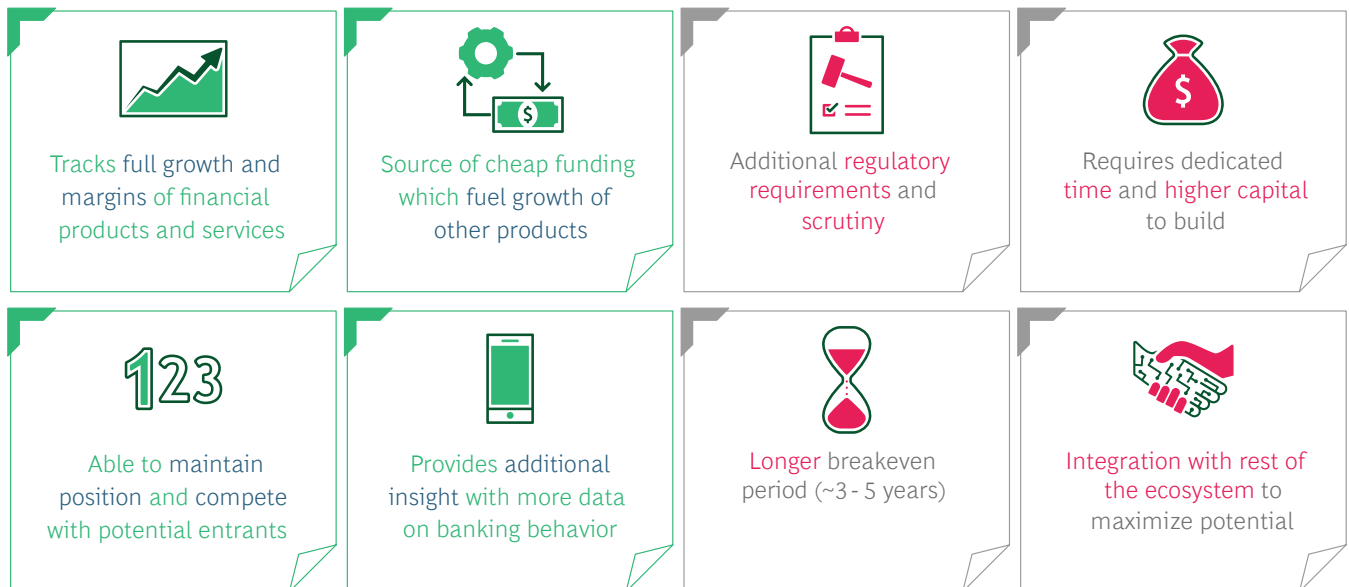 Tracks full growth and
margins of financial
products and services
$
Source of cheap funding
which fuel growth of
other products
Additional regulatory
requirements and
scrutiny
$
Requires dedicated
time and higher capital
to build
123
Able to maintain
position and compete
with potential entrants
Provides additional
insight with more data
on banking behavior
Longer breakeven
period (~3 - 5 years)
Integration with rest of
the ecosystem to
maximize potential